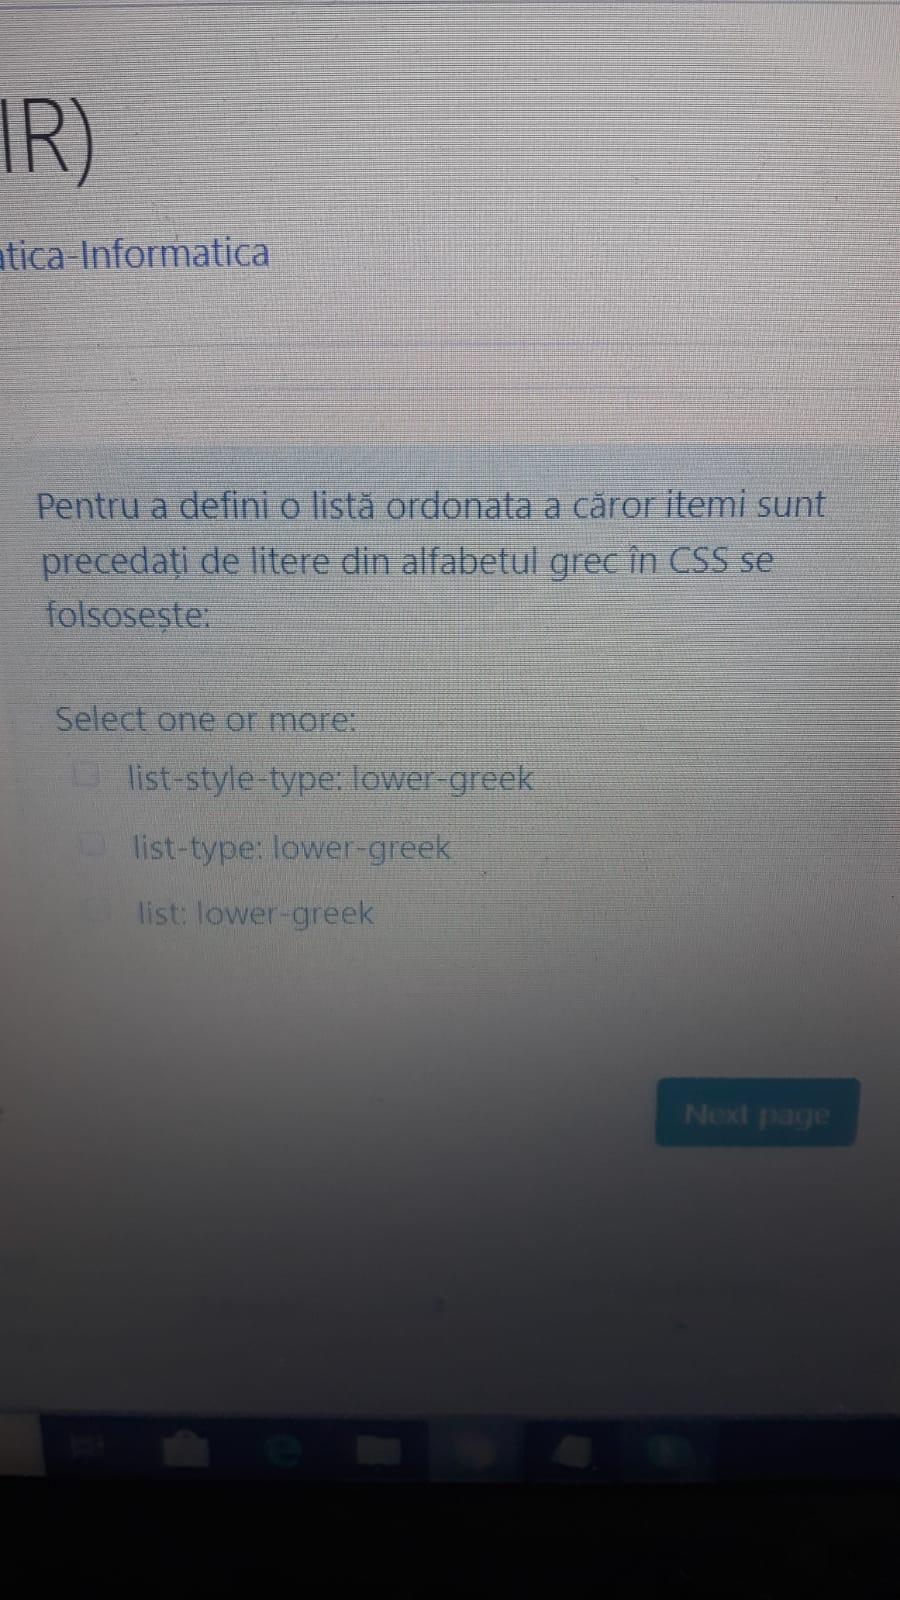 IR)
tica-Informatica
Pentru a defini o listă ordonata a căror itemi sunt
precedați de litere din alfabetul grec în CSS se
folsosește:
Select one or more:
list-style-type: lower-greek
list-type: lower-greek
list: lower-greek
Next page